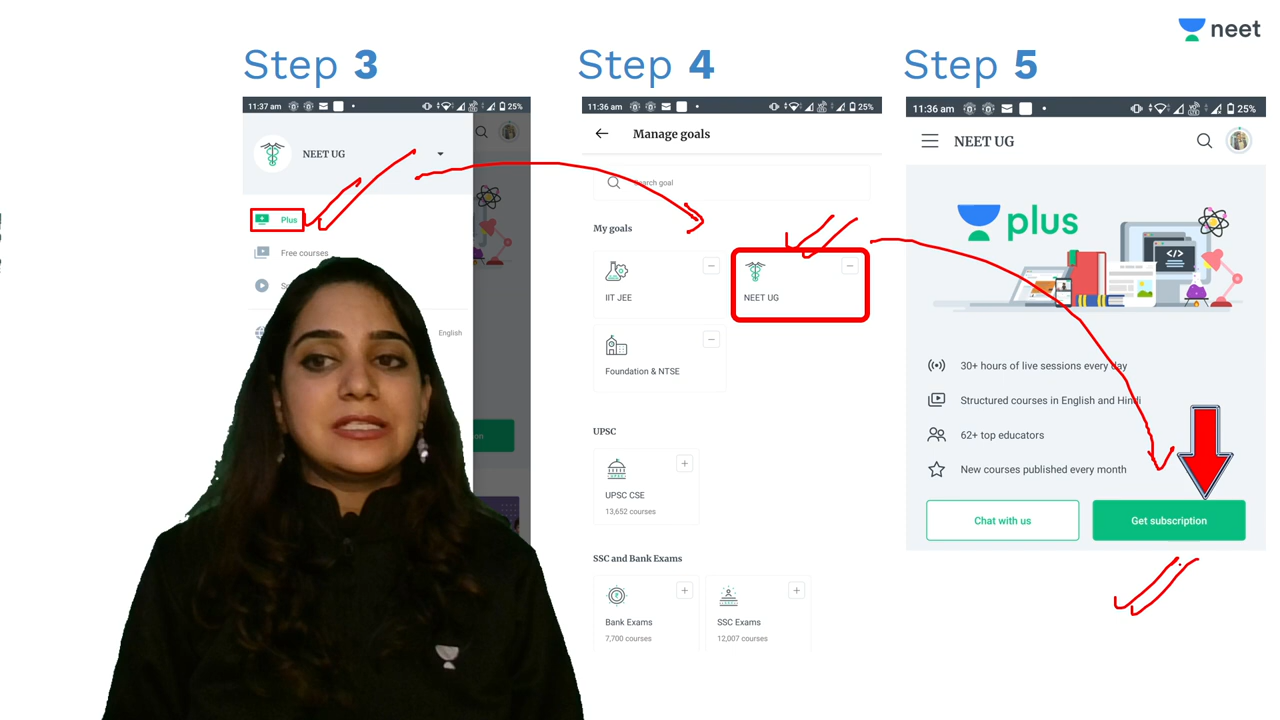 neet
Step 3
Step 4
Step 5
11:37 am
25%
NEET UG
Plus
Free courses
English
11:36 am
25%
Manage goals
Search goal
My goals
IIT JEE
NEET UG
Foundation & NTSE
UPSC
UPSC CSE
13,652 courses
SSC and Bank Exams
Bank Exams
7,700 courses
SSC Exams
12,007 courses
11:36 am
25%
NEET UG
plus
30+ hours of live sessions every day
Structured courses in English and Hindi
62+ top educators
New courses published every month
Chat with us
Get subscription